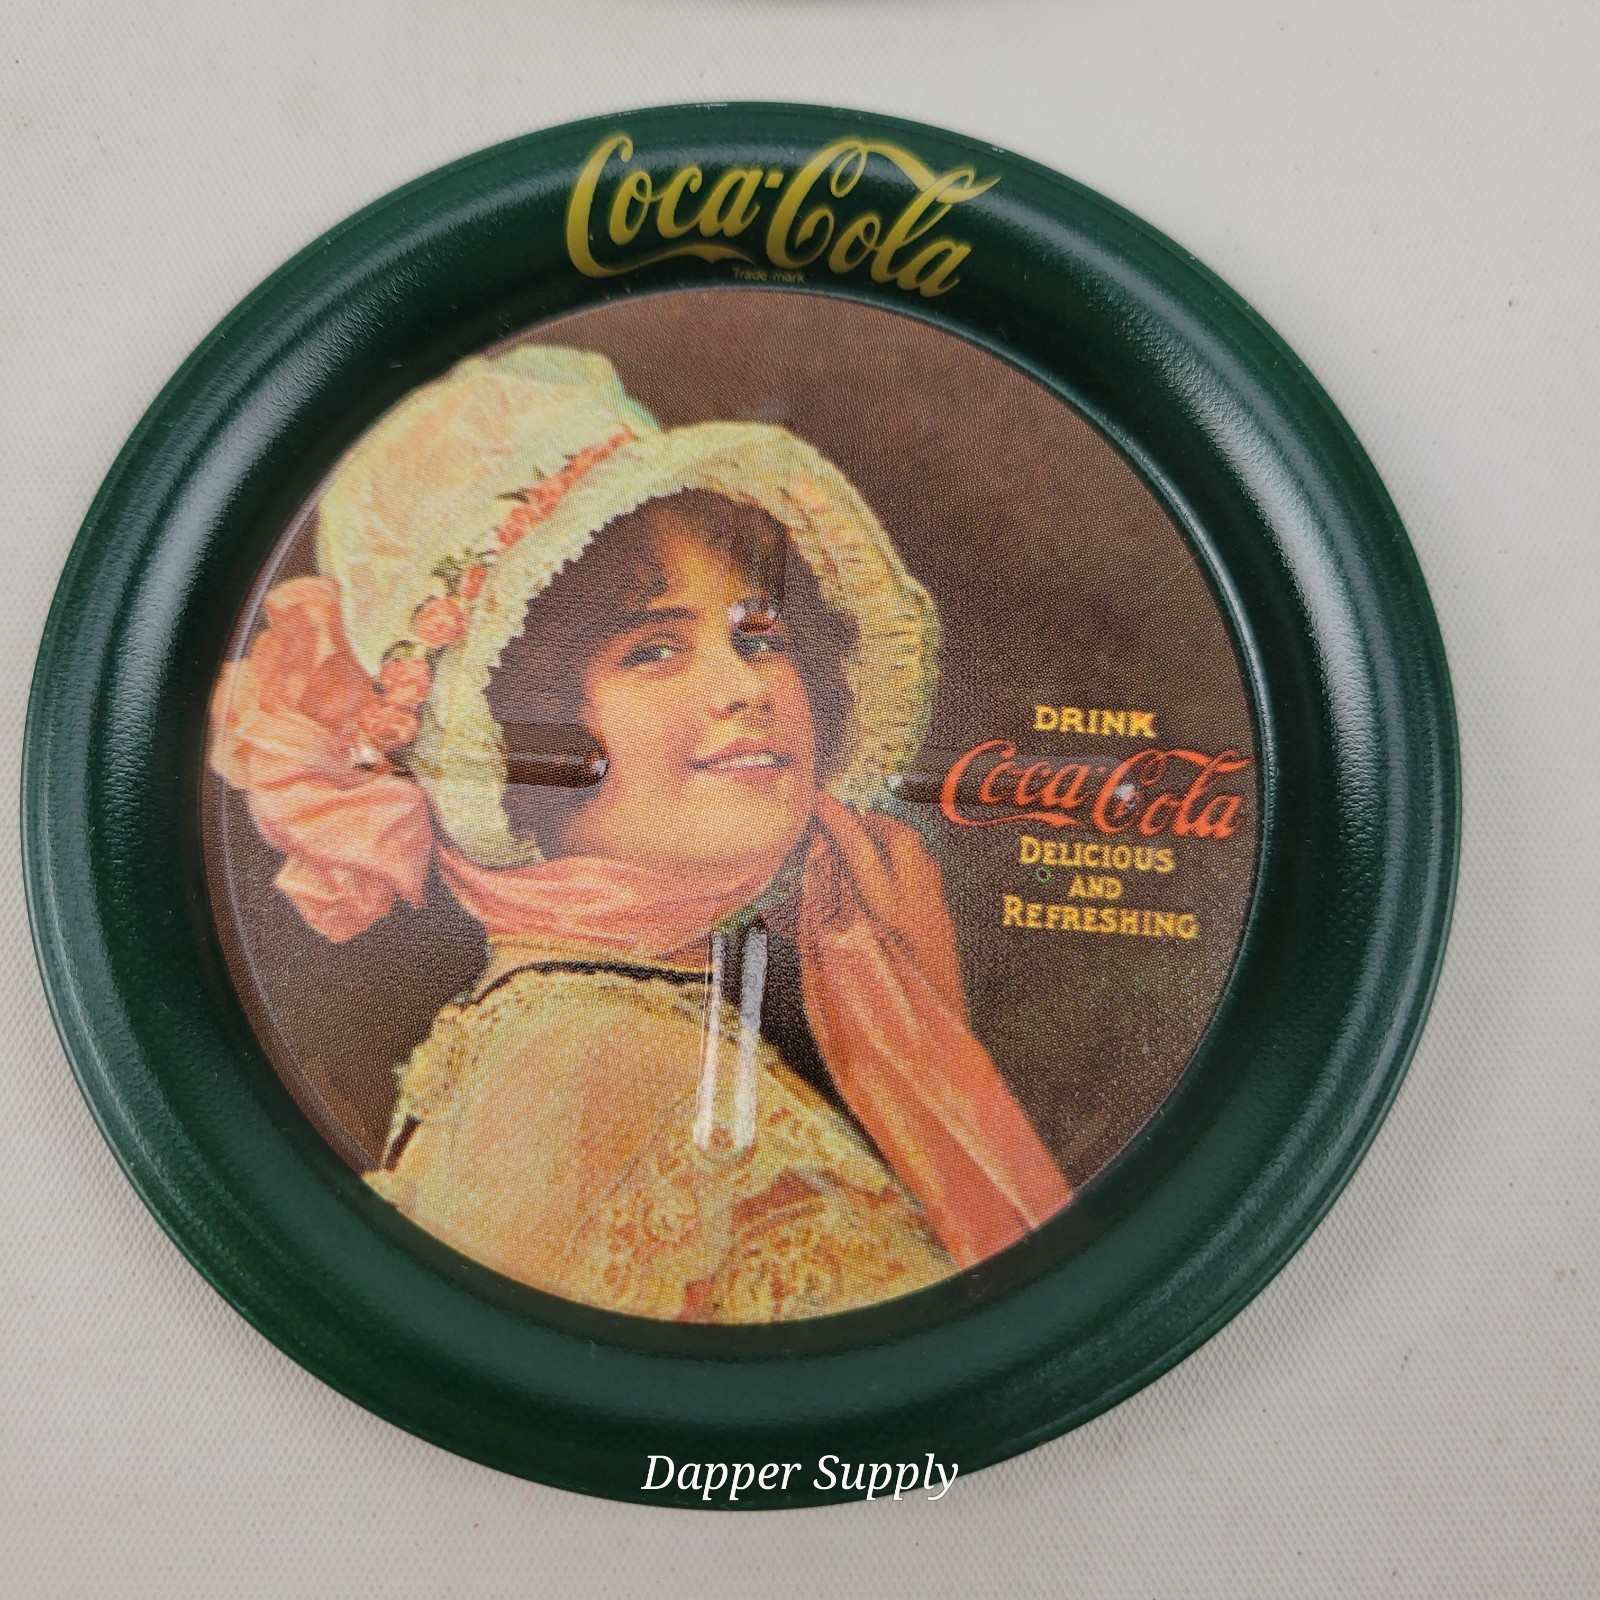 Coca-Cola
Trade-mark
DRINK
Coca-Cola
DELICIOUS
AND
REFRESHING
Dapper Supply